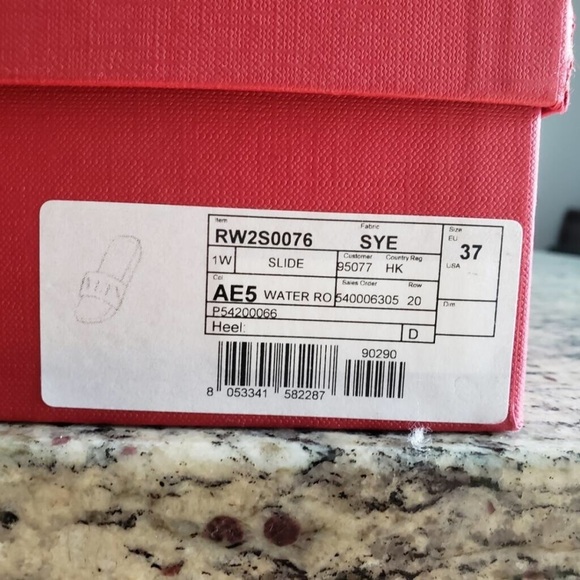 Item Fabric Size
RW2S0076 SYE EU 37
1W SLIDE Customer 95077 Country Reg HK USA
Col Sales Order Row
AE5 WATER RO 540006305 20 Dim
P54200066
Heel: D
90290
8 053341 582287